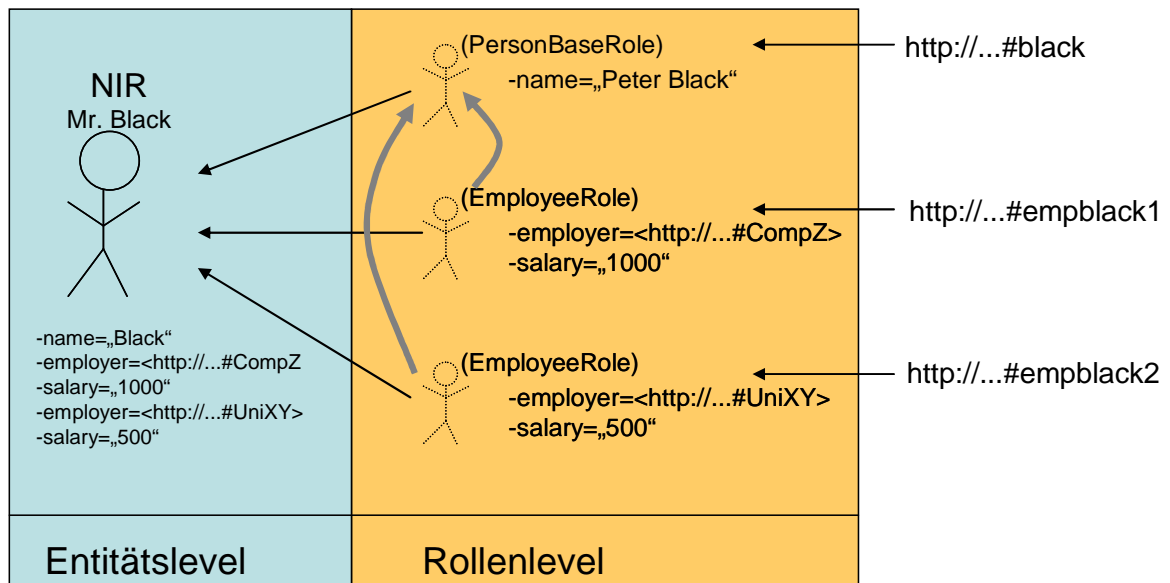 NIR
Mr. Black
-name=„Black“
-employer=<http://...#CompZ
-salary=„1000“
-employer=<http://...#UniXY>
-salary=„500“
Entitätslevel
(PersonBaseRole)
-name=„Peter Black“
(EmployeeRole)
-employer=<http://...#CompZ>
-salary=„1000“
(EmployeeRole)
-employer=<http://...#UniXY>
-salary=„500“
Rollenlevel
http://...#black
http://...#empblack1
http://...#empblack2